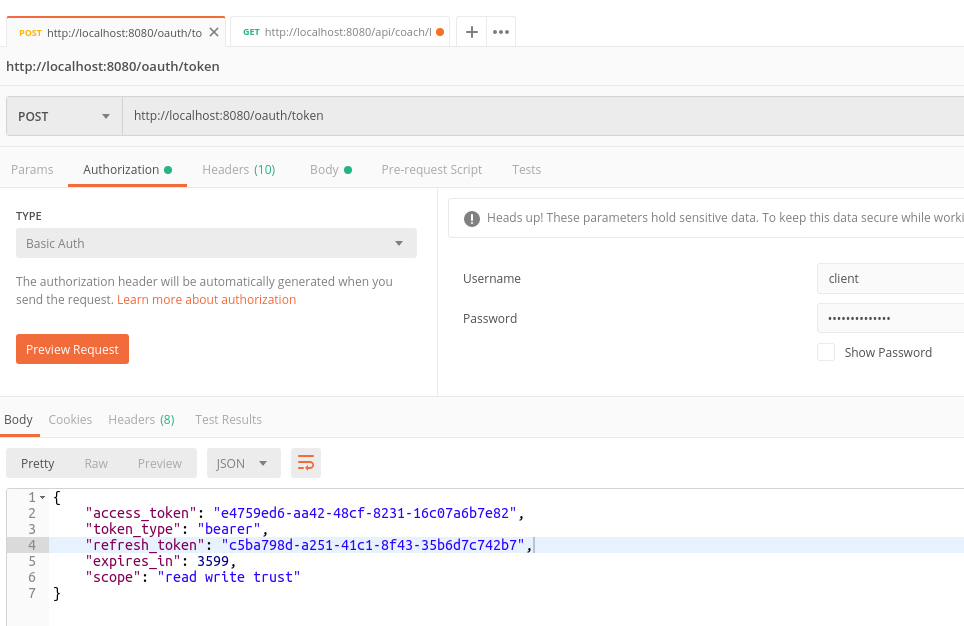 POST http://localhost:8080/oauth/to
GET http://localhost:8080/api/coach/l
http://localhost:8080/oauth/token
POST http://localhost:8080/oauth/token
Params Authorization Headers (10) Body Pre-request Script Tests
TYPE
Basic Auth
The authorization header will be automatically generated when you
send the request. Learn more about authorization
Preview Request
Heads up! These parameters hold sensitive data. To keep this data secure while worki
Username client
Password ••••••••••••••
Show Password
Body Cookies Headers (8) Test Results
Pretty Raw Preview JSON
1 {
2 "access_token": "e4759ed6-aa42-48cf-8231-16c07a6b7e82",
3 "token_type": "bearer",
4 "refresh_token": "c5ba798d-a251-41c1-8f43-35b6d7c742b7",
5 "expires_in": 3599,
6 "scope": "read write trust"
7 }